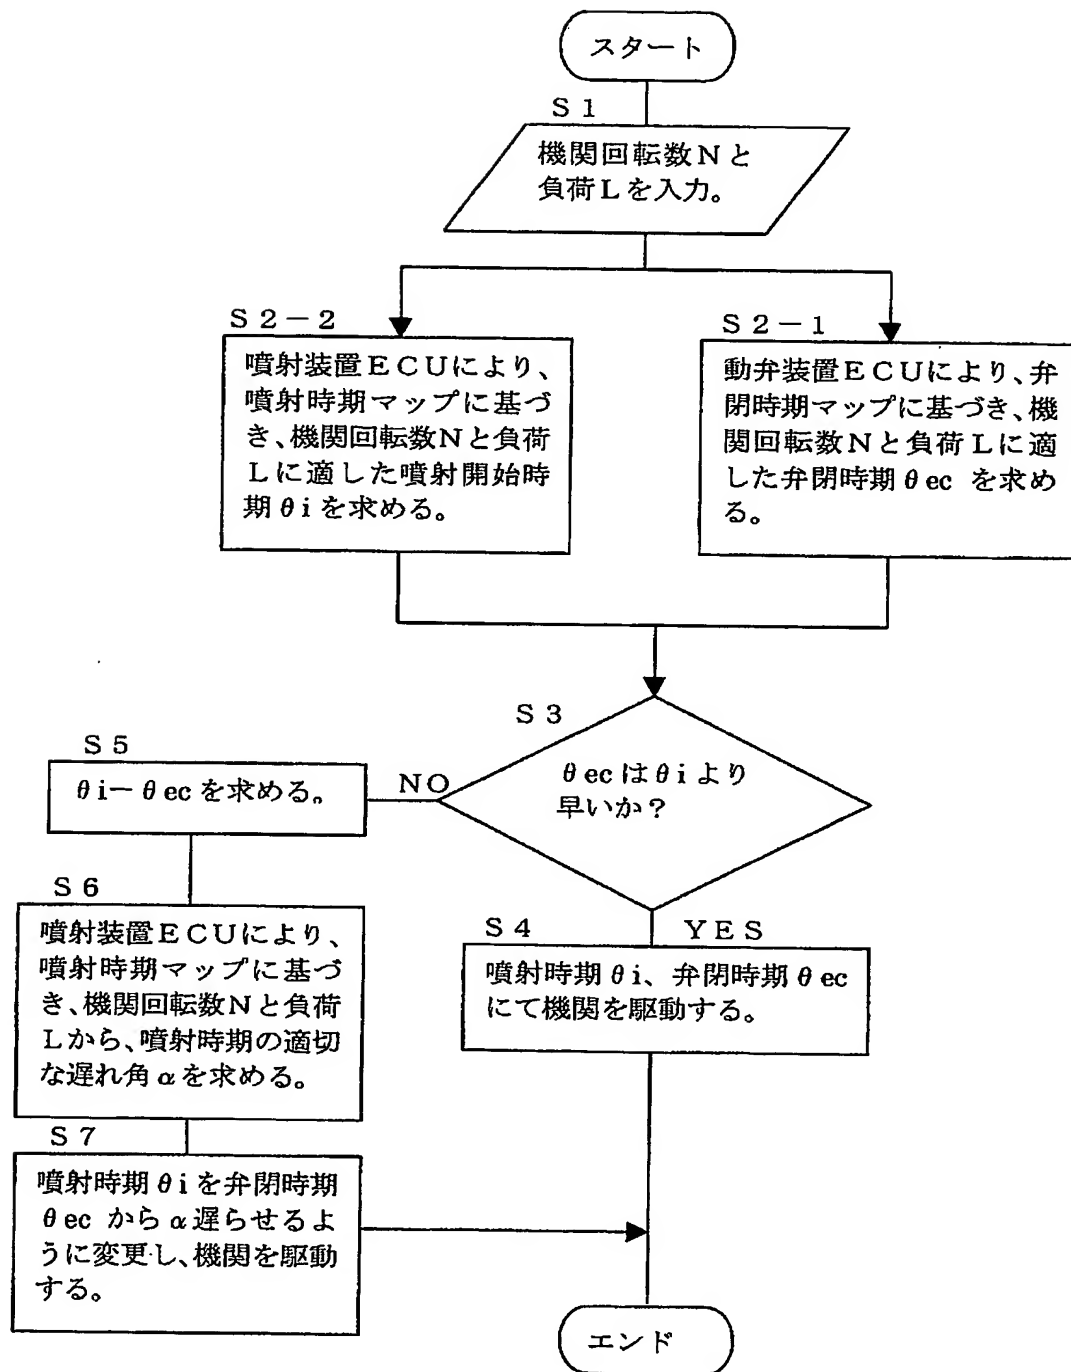 スタート
S1
機関回転数Nと
負荷Lを入力。
S2-2
噴射装置ECUにより、
噴射時期マップに基づ
き、機関回転数Nと負荷
Lに適した噴射開始時
期θiを求める。
S2-1
動弁装置ECUにより、弁
閉時期マップに基づき、機
関回転数Nと負荷Lに適
した弁閉時期θec を求め
る。
S3
θecはθiより
早いか?
NO
S5
θi-θecを求める。
S6
噴射装置ECUにより、
噴射時期マップに基づ
き、機関回転数Nと負荷
Lから、噴射時期の適切
な遅れ角αを求める。
S7
噴射時期θiを弁閉時期
θec からα遅らせるよ
うに変更し、機関を駆動
する。
S4
YES
噴射時期θi、弁閉時期θec
にて機関を駆動する。
エンド